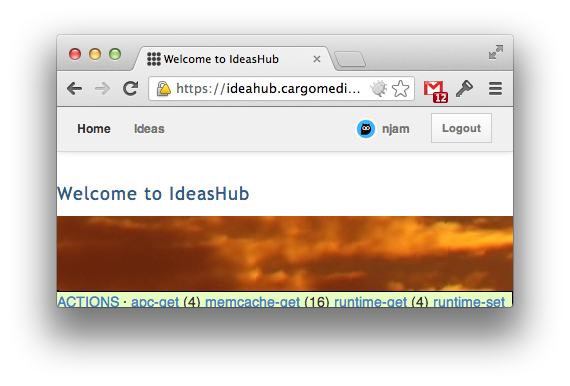 Welcome to IdeasHub
https://ideahub.cargomedi...
12
Home Ideas njam Logout
Welcome to IdeasHub
ACTIONS · apc-get (4) memcache-get (16) runtime-get (4) runtime-set